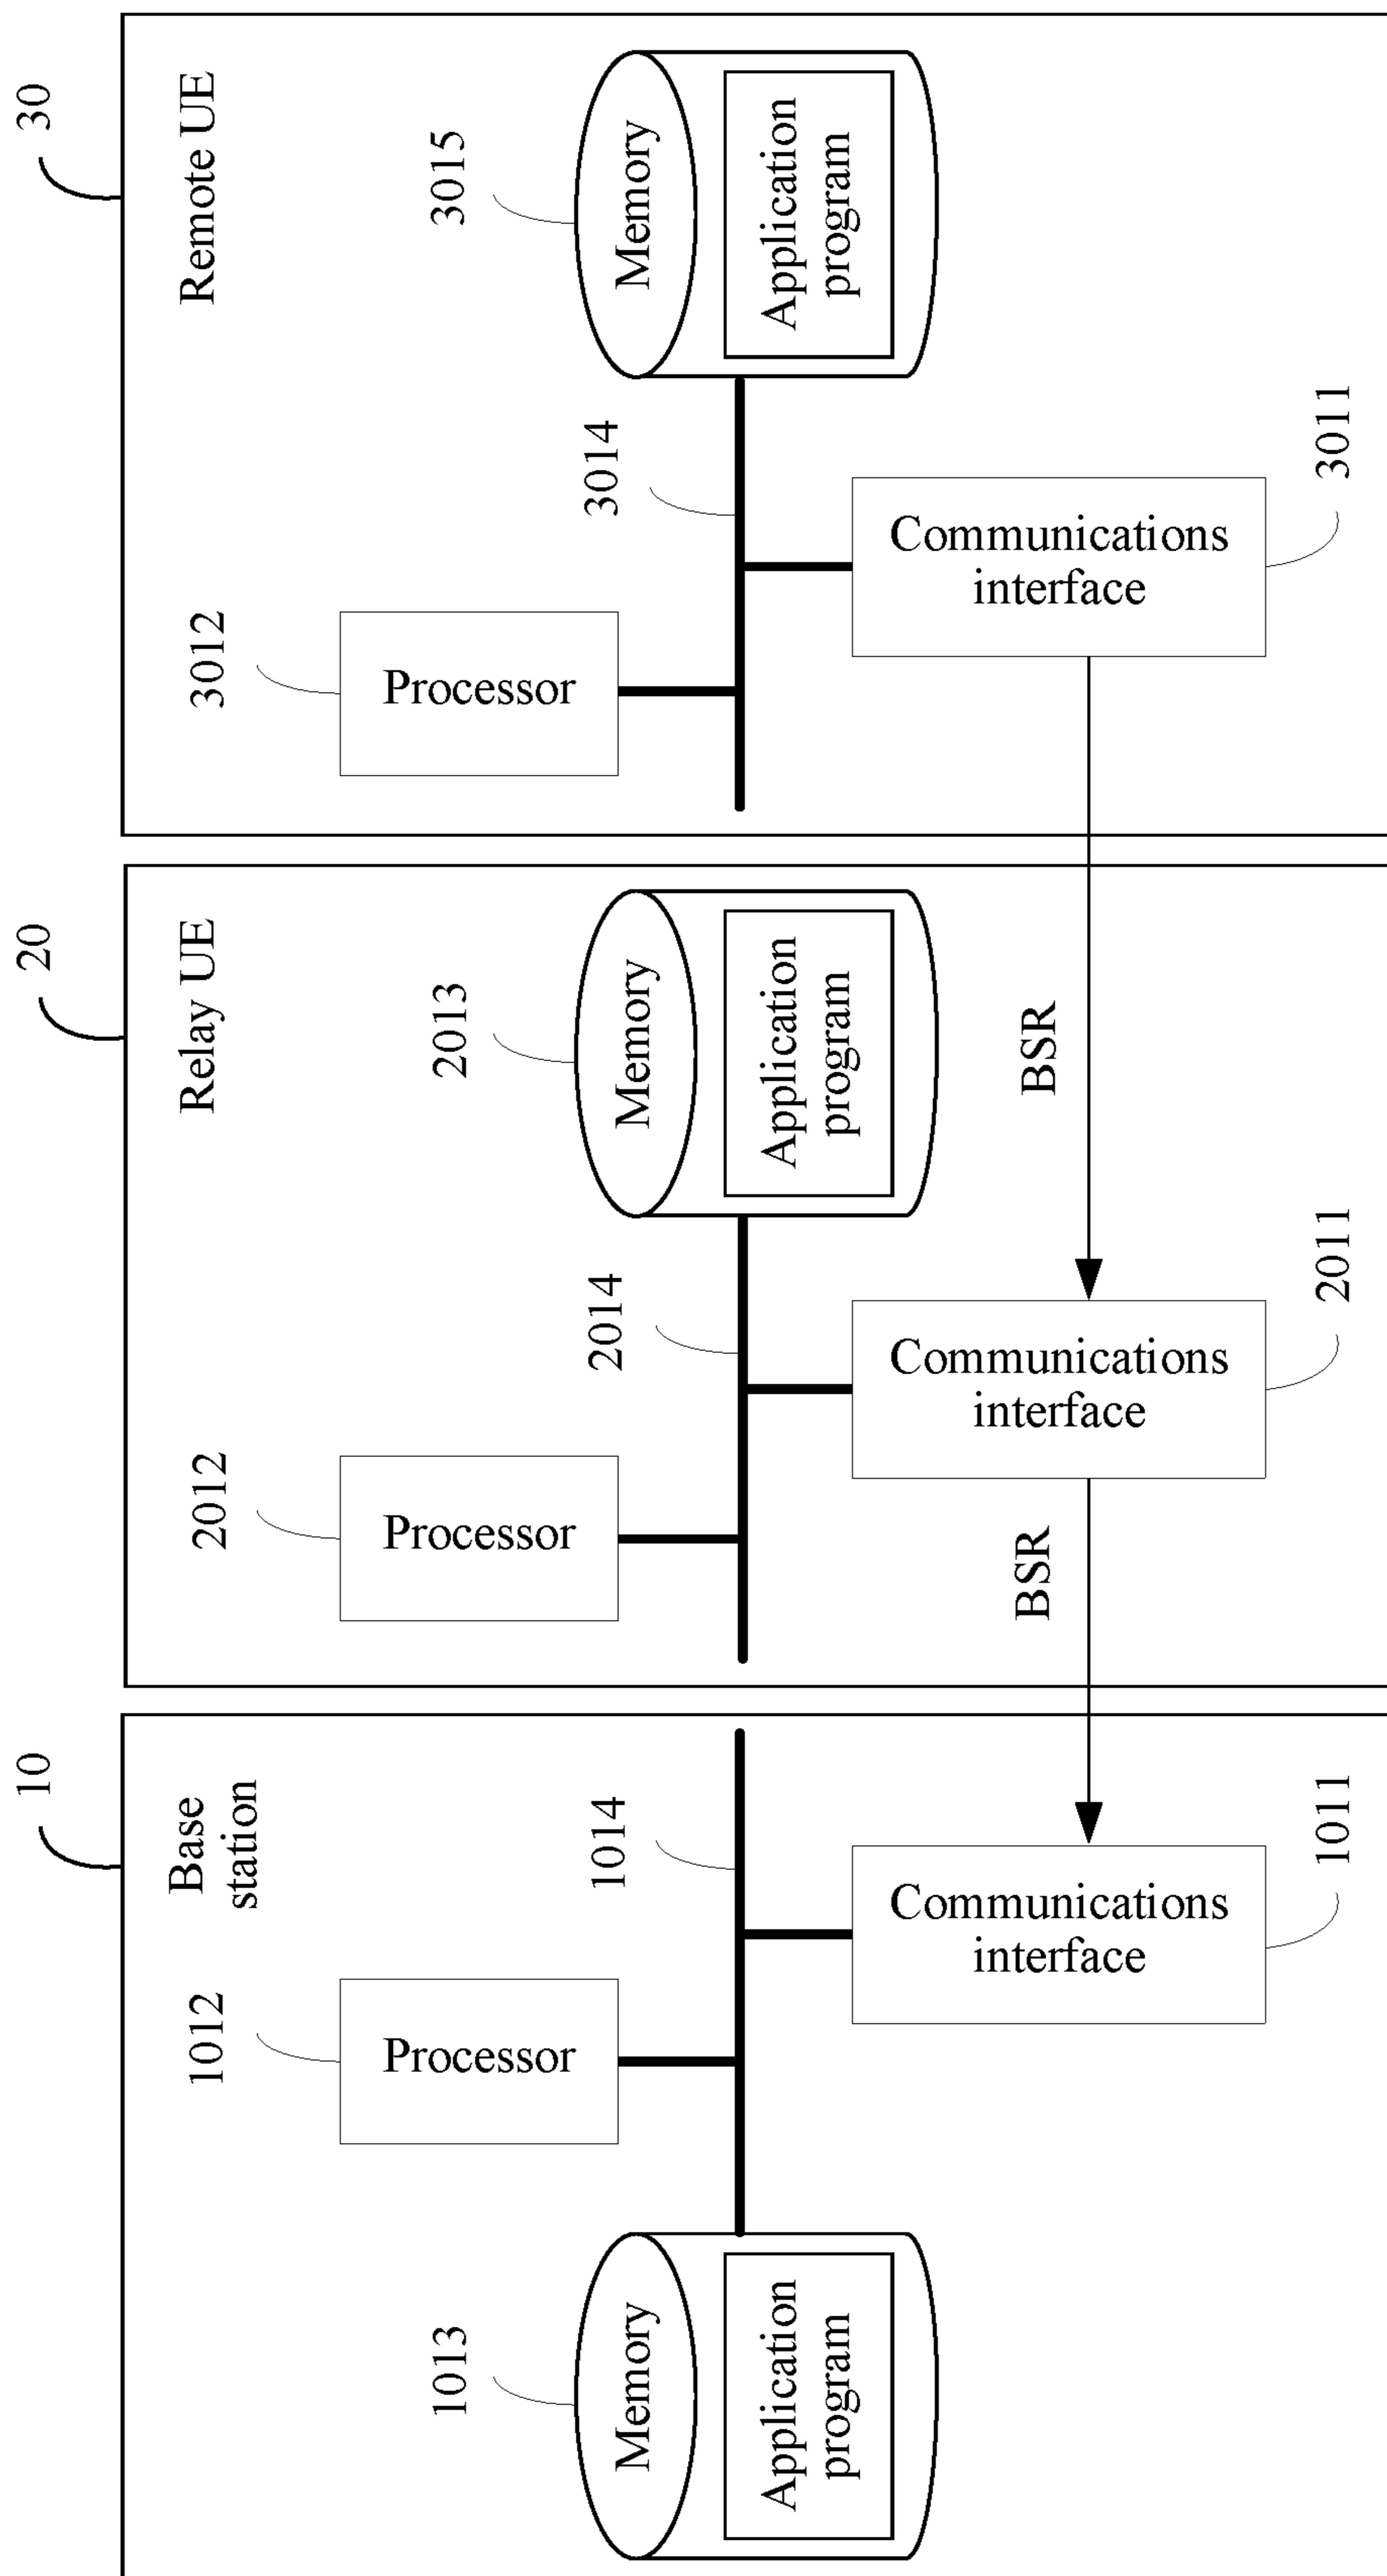 30
Remote UE
3015
Memory
Application
program
3014
3012
Processor
Communications
interface
3011
20
Relay UE
2013
Memory
Application
program
2014
2012
Processor
Communications
interface
2011
BSR
BSR
10
Base
station
1014
1012
Processor
Communications
interface
1011
1013
Memory
Application
program